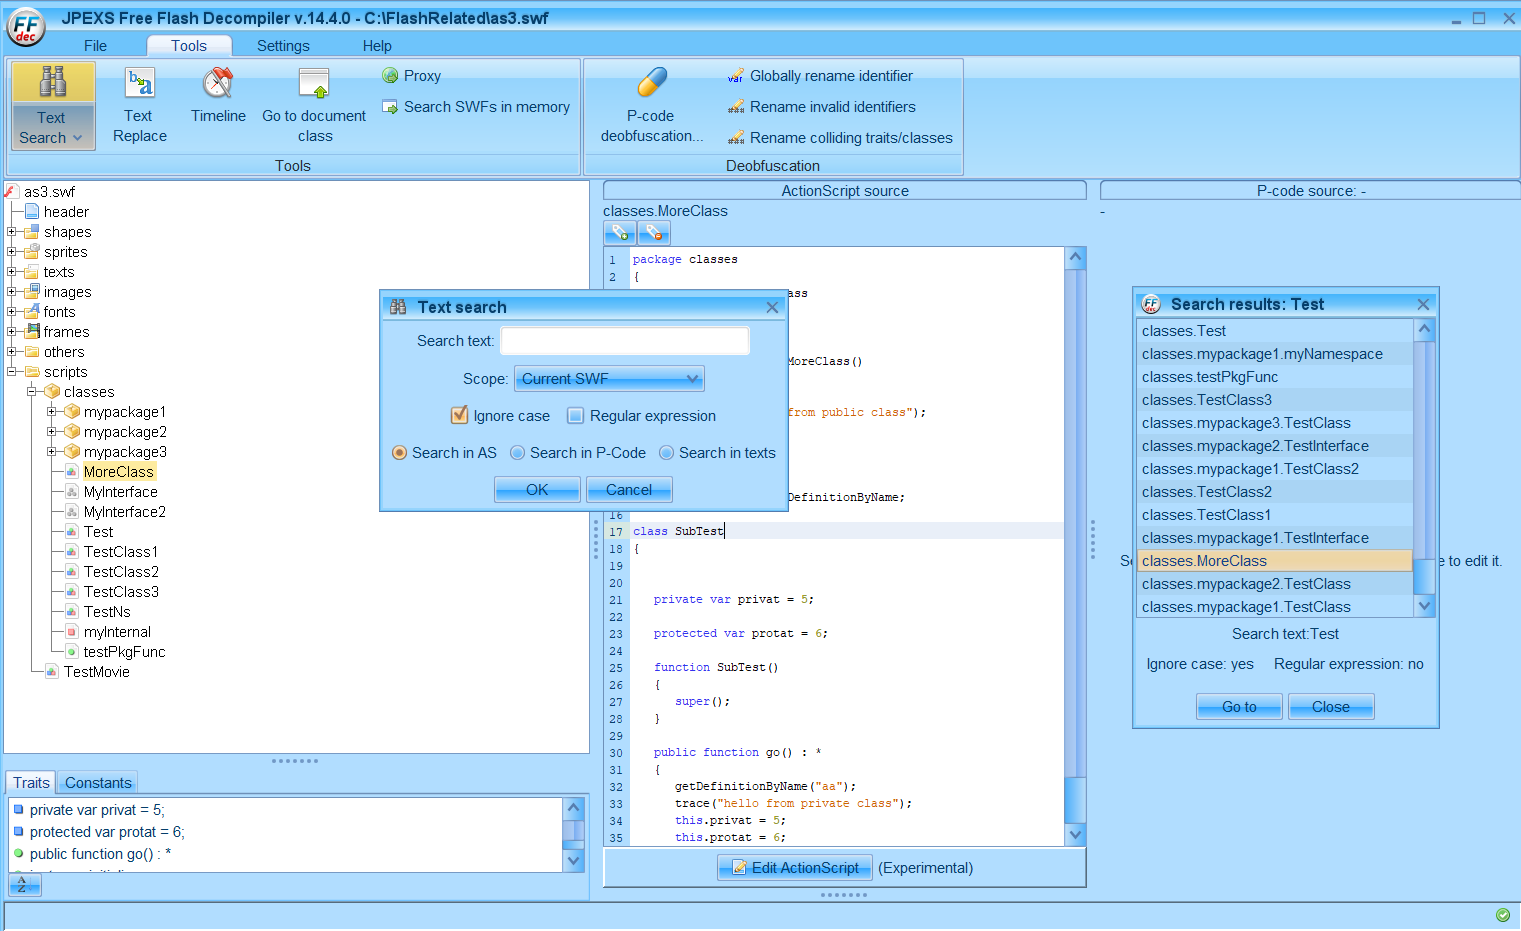 JPEXS Free Flash Decompiler v.14.4.0 - C:\FlashRelated\as3.swf
FF
dec
File Tools Settings Help
Text
Search
Text
Replace
Timeline
Go to document
class
Proxy
Search SWFs in memory
Tools
P-code
deobfuscation...
Globally rename identifier
Rename invalid identifiers
Rename colliding traits/classes
Deobfuscation
as3.swf
header
shapes
sprites
texts
images
fonts
frames
others
scripts
classes
mypackage1
mypackage2
mypackage3
MoreClass
MyInterface
MyInterface2
Test
TestClass1
TestClass2
TestClass3
TestNs
myInternal
testPkgFunc
TestMovie
Traits Constants
private var privat = 5;
protected var protat = 6;
public function go() : *
A
Z
ActionScript source
classes.MoreClass
1 package classes
2 {
ass
MoreClass()
from public class");
DefinitionByName;
16
17 class SubTest
18 {
19
20
21 private var privat = 5;
22
23 protected var protat = 6;
24
25 function SubTest()
26 {
27 super();
28 }
29
30 public function go() : *
31 {
32 getDefinitionByName("aa");
33 trace("hello from private class");
34 this.privat = 5;
35 this.protat = 6;
Edit ActionScript (Experimental)
Text search
Search text:
Scope: Current SWF
Ignore case Regular expression
Search in AS Search in P-Code Search in texts
OK Cancel
P-code source: -
-
e to edit it.
Search results: Test
classes.Test
classes.mypackage1.myNamespace
classes.testPkgFunc
classes.TestClass3
classes.mypackage3.TestClass
classes.mypackage2.TestInterface
classes.mypackage1.TestClass2
classes.TestClass2
classes.TestClass1
classes.mypackage1.TestInterface
classes.MoreClass
classes.mypackage2.TestClass
classes.mypackage1.TestClass
Search text:Test
Ignore case: yes Regular expression: no
Go to Close